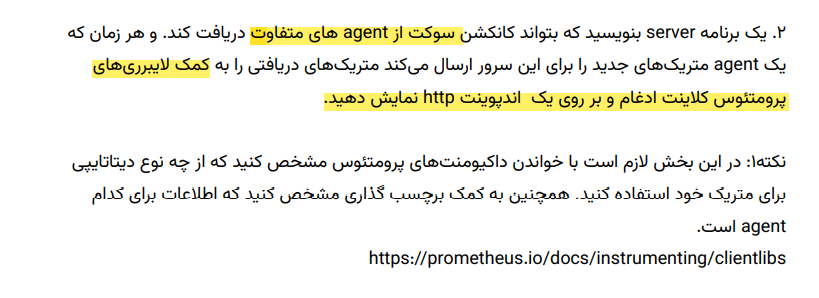 ۲. یک برنامه server بنویسید که بتواند کانکشن سوکت از agent های متفاوت دریافت کند. و هر زمان که
یک agent متریک‌های جدید را برای این سرور ارسال می‌کند متریک‌های دریافتی را به کمک لایبرری‌های
پرومتئوس کلاینت ادغام و بر روی یک اندپوینت http نمایش دهید.
نکته۱: در این بخش لازم است با خواندن داکیومنت‌های پرومتئوس مشخص کنید که از چه نوع دیتاتایپی
برای متریک خود استفاده کنید. همچنین به کمک برچسب گذاری مشخص کنید که اطلاعات برای کدام
agent است.
https://prometheus.io/docs/instrumenting/clientlibs